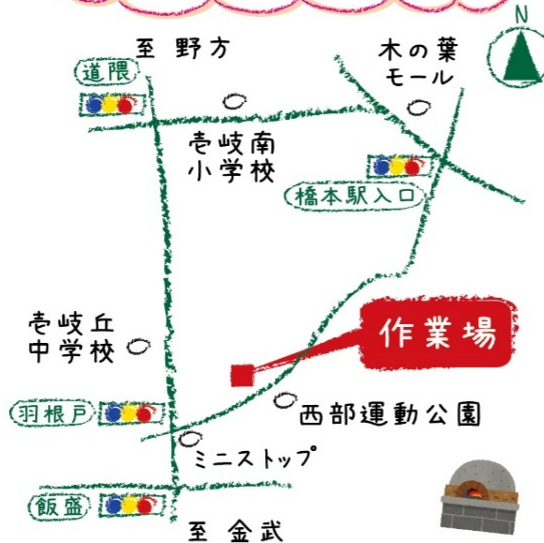 N
至 野方
木の葉
モール
道隈
壱岐南
小学校
橋本駅入口
壱岐丘
中学校
作業場
羽根戸
西部運動公園
ミニストップ
飯盛
至 金武